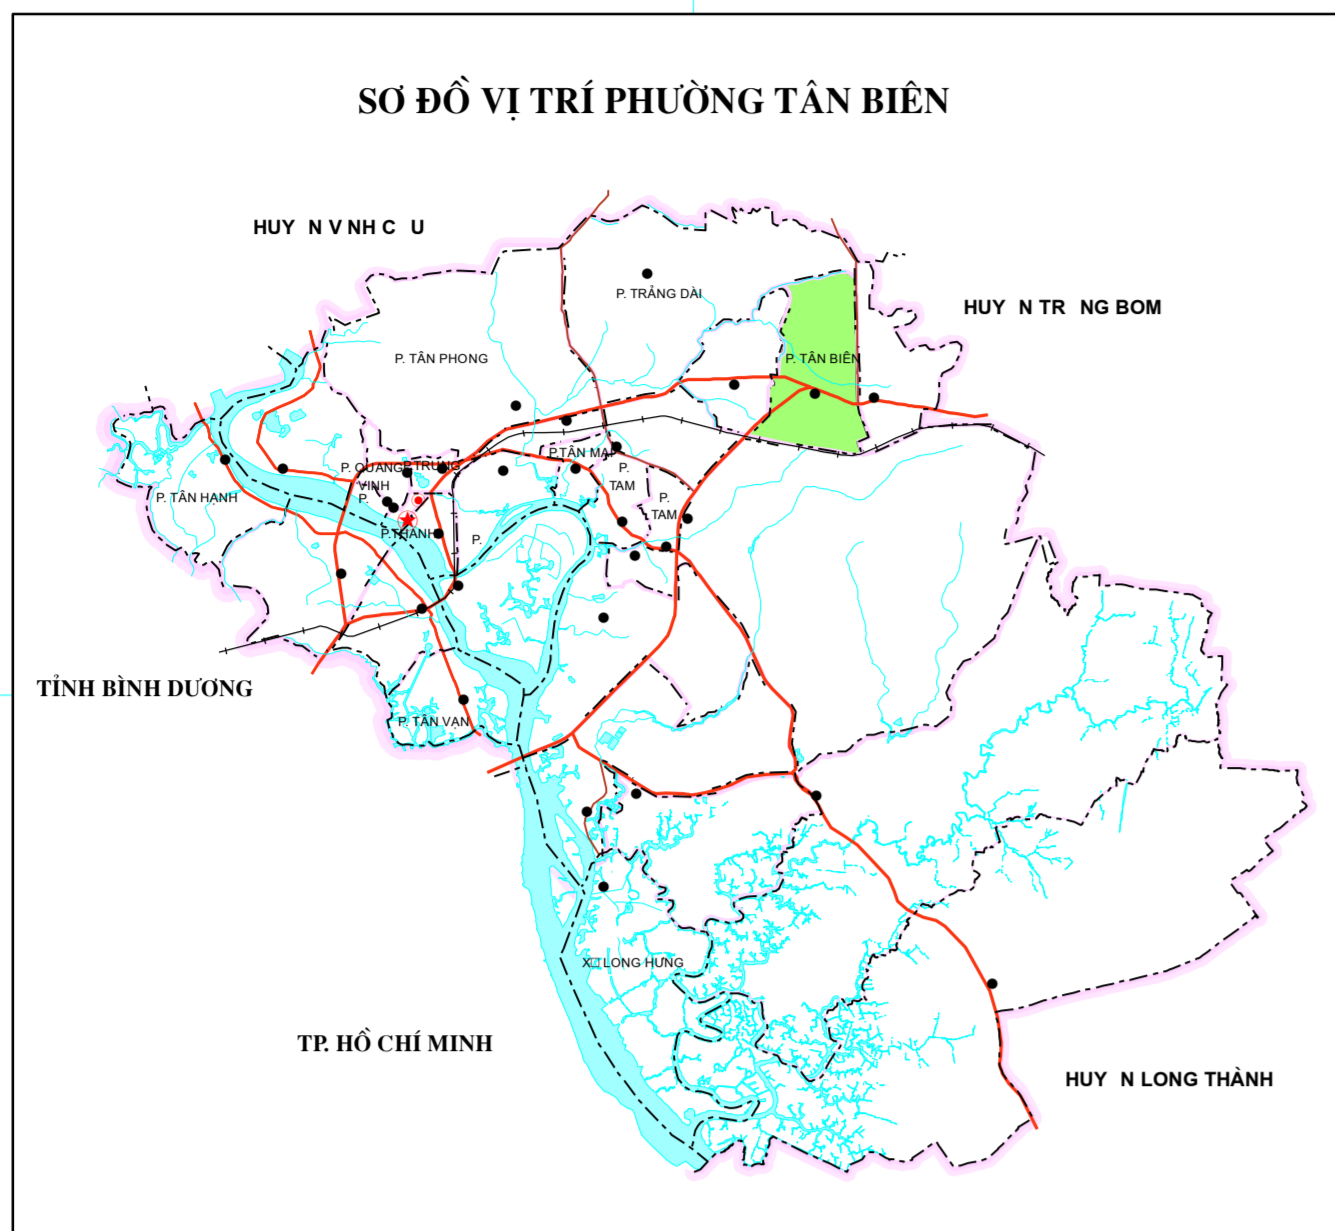 SƠ ĐỒ VỊ TRÍ PHƯỜNG TÂN BIÊN
HUY N V NH C U
P. TRẢNG DÀI
HUY N TR NG BOM
P. TÂN PHONG
P. TÂN BIÊN
P.TÂN MAI
P. QUANG VINH
P.TRUNG
P. TAM
P. TÂN HẠNH
P.
P. TAM
P.THANH
P.
TỈNH BÌNH DƯƠNG
P. TÂN VẠN
X□ LONG HƯNG
TP. HỒ CHÍ MINH
HUY N LONG THÀNH